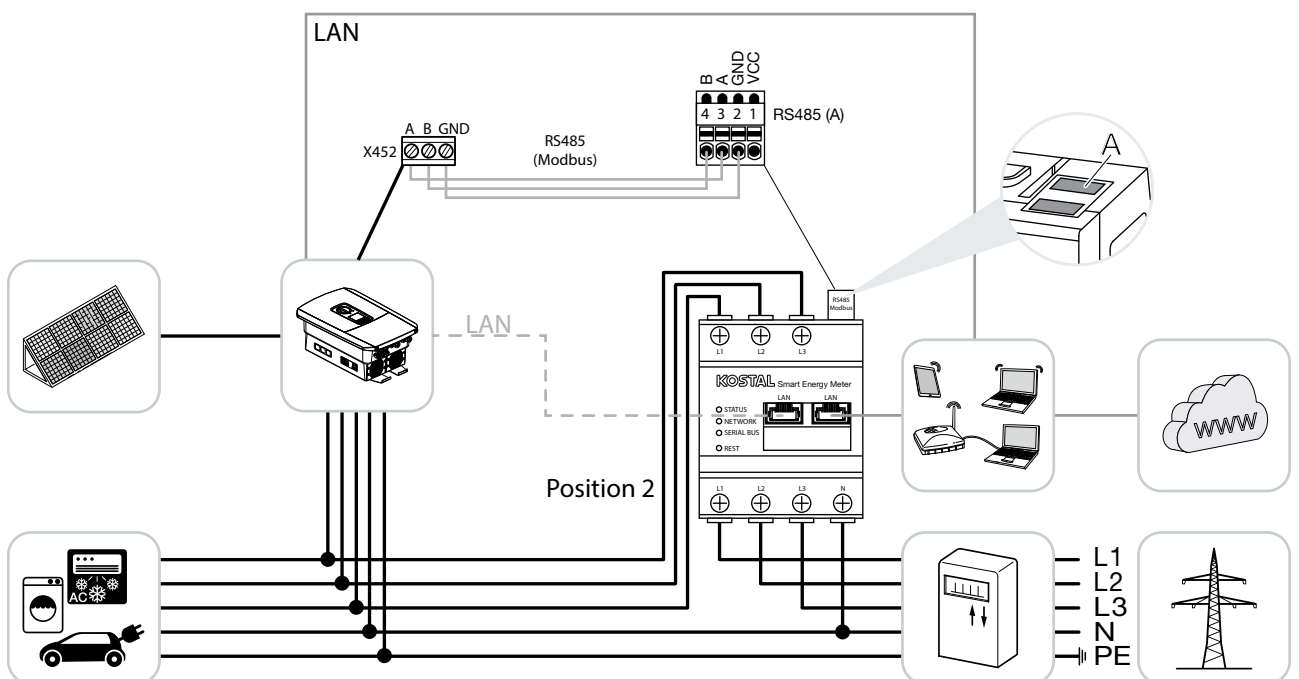 LAN
B A GND VCC
4 3 2 1
RS485 (A)
A B GND
X452
RS485
(Modbus)
A
LAN
RS485
Modbus
L1 L2 L3
KOSTAL Smart Energy Meter
LAN LAN
STATUS
NETWORK
SERIAL BUS
REST
WWW
Position 2
L1 L2 L3 N
AC
L1
L2
L3
N
PE